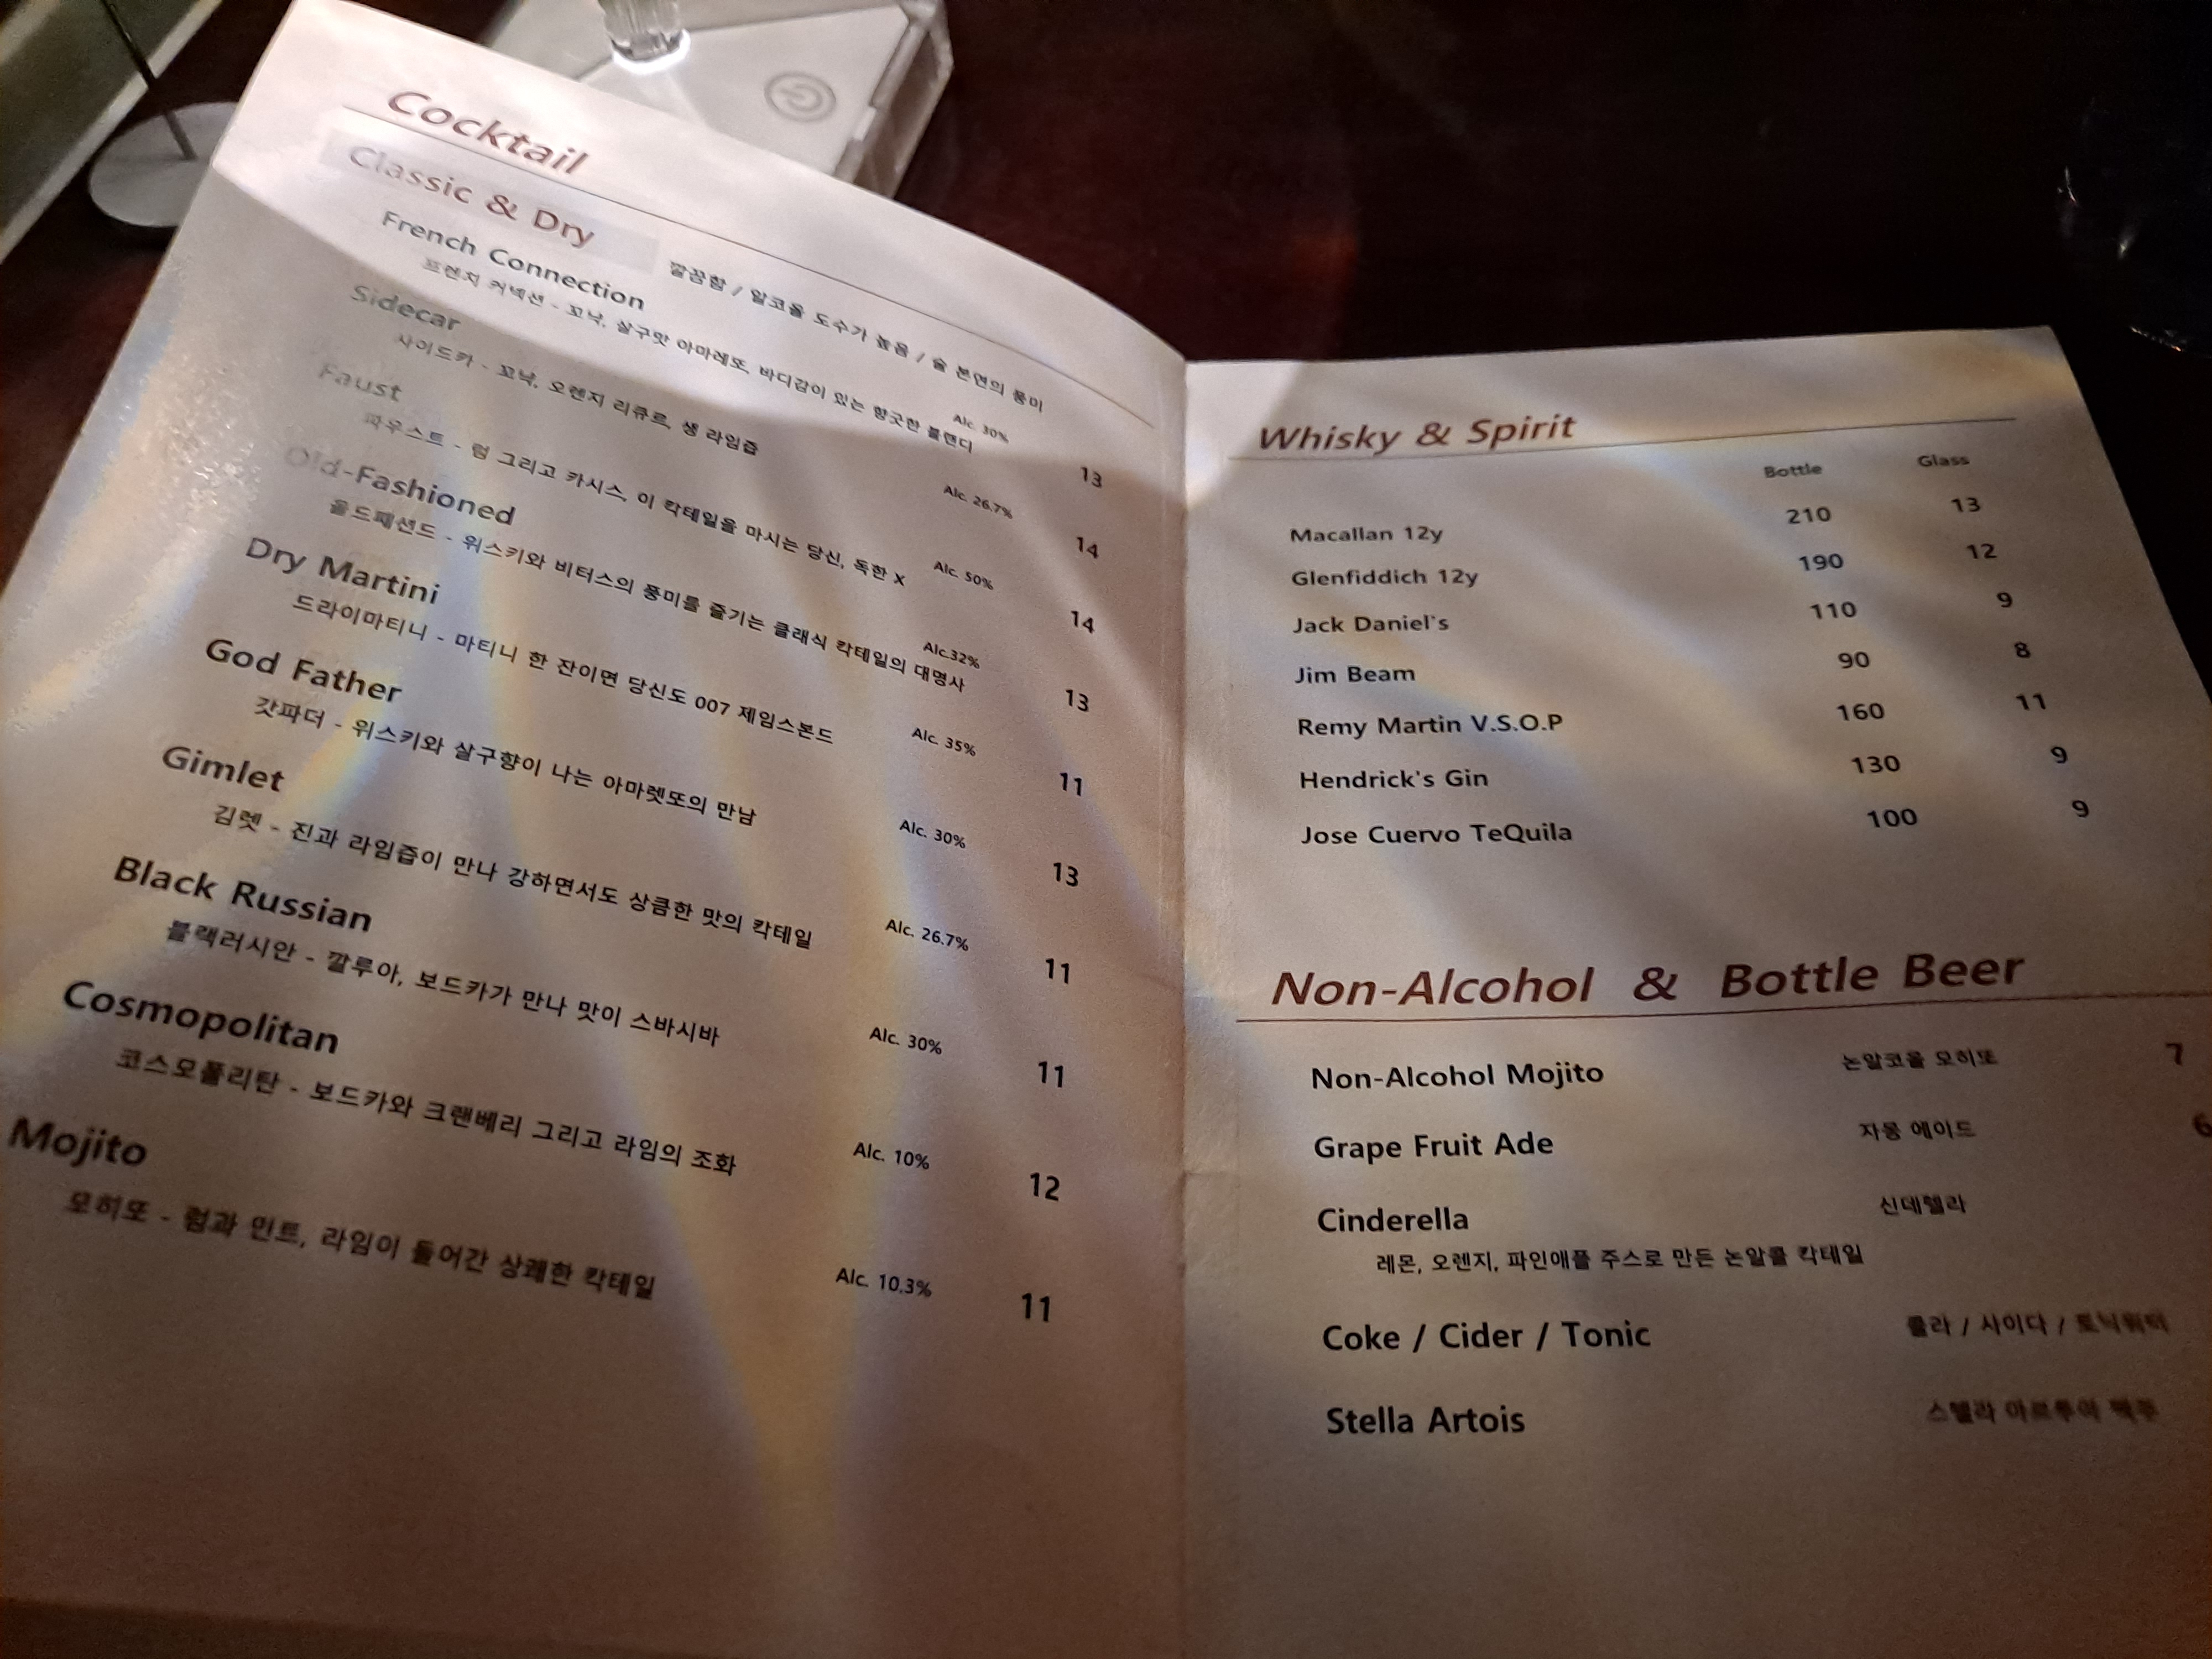 Cocktail
Classic & Dry 깔끔함 / 알코올 도수가 높음 / 술 본연의 풍미
French Connection Alc. 30% 13
프렌치 커넥션 - 꼬냑, 살구맛 아마레또, 바디감이 있는 향긋한 블랜디
Sidecar Alc. 26.7% 14
사이드카 - 꼬냑, 오렌지 리큐르, 생 라임즙
Faust Alc. 50% 14
파우스트 - 럼 그리고 카시스, 이 칵테일을 마시는 당신, 독한 X
Old-Fashioned Alc.32% 13
올드패션드 - 위스키와 비터스의 풍미를 즐기는 클래식 칵테일의 대명사
Dry Martini Alc. 35% 11
드라이마티니 - 마티니 한 잔이면 당신도 007 제임스본드
God Father Alc. 30% 13
갓파더 - 위스키와 살구향이 나는 아마렛또의 만남
Gimlet Alc. 26.7% 11
김렛 - 진과 라임즙이 만나 강하면서도 상큼한 맛의 칵테일
Black Russian Alc. 30% 11
블랙러시안 - 깔루아, 보드카가 만나 맛이 스바시바
Cosmopolitan Alc. 10% 12
코스모폴리탄 - 보드카와 크랜베리 그리고 라임의 조화
Mojito Alc. 10.3% 11
모히또 - 럼과 민트, 라임이 들어간 상쾌한 칵테일
Whisky & Spirit
Bottle Glass
Macallan 12y 210 13
Glenfiddich 12y 190 12
Jack Daniel's 110 9
Jim Beam 90 8
Remy Martin V.S.O.P 160 11
Hendrick's Gin 130 9
Jose Cuervo TeQuila 100 9
Non-Alcohol & Bottle Beer
Non-Alcohol Mojito 논알코올 모히또 7
Grape Fruit Ade 자몽 에이드 6
Cinderella 신데렐라
레몬, 오렌지, 파인애플 주스로 만든 논알콜 칵테일
Coke / Cider / Tonic 콜라 / 사이다 / 토닉워터
Stella Artois 스텔라 아르투아 맥주